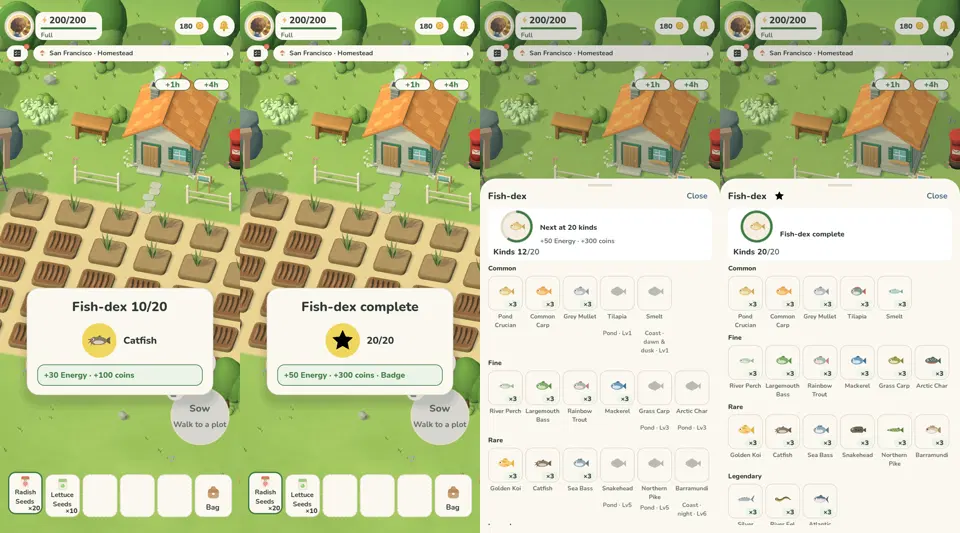 200/200
Full
180
San Francisco · Homestead
+1h
+4h
Fish-dex 10/20
Catfish
+30 Energy · +100 coins
Sow
Walk to a plot
Radish
Seeds
×20
Lettuce
Seeds
×10
Bag
200/200
Full
180
San Francisco · Homestead
+1h
+4h
Fish-dex complete
20/20
+50 Energy · +300 coins · Badge
Sow
Walk to a plot
Radish
Seeds
×20
Lettuce
Seeds
×10
Bag
200/200
Full
180
San Francisco · Homestead
+1h
+4h
Fish-dex
Close
Next at 20 kinds
+50 Energy · +300 coins
Kinds 12/20
Common
×3 ×3 ×3
Pond Crucian
Common Carp
Grey Mullet
Tilapia
Pond · Lv1
Smelt
Coast · dawn & dusk · Lv1
Fine
×3 ×3 ×3 ×3
River Perch
Largemouth Bass
Rainbow Trout
Mackerel
Grass Carp
Pond · Lv3
Arctic Char
Pond · Lv3
Rare
×3 ×3 ×3
Golden Koi
Catfish
Sea Bass
Snakehead
Pond · Lv5
Northern Pike
Pond · Lv5
Barramundi
Coast · night · Lv6
200/200
Full
180
San Francisco · Homestead
+1h
+4h
Fish-dex
Close
Fish-dex complete
Kinds 20/20
Common
×3 ×3 ×3 ×3 ×3
Pond Crucian
Common Carp
Grey Mullet
Tilapia
Smelt
Fine
×3 ×3 ×3 ×3 ×3 ×3
River Perch
Largemouth Bass
Rainbow Trout
Mackerel
Grass Carp
Arctic Char
Rare
×3 ×3 ×3 ×3 ×3 ×3
Golden Koi
Catfish
Sea Bass
Snakehead
Northern Pike
Barramundi
Legendary
×3 ×3 ×3
Silver
River Eel
Atlantic